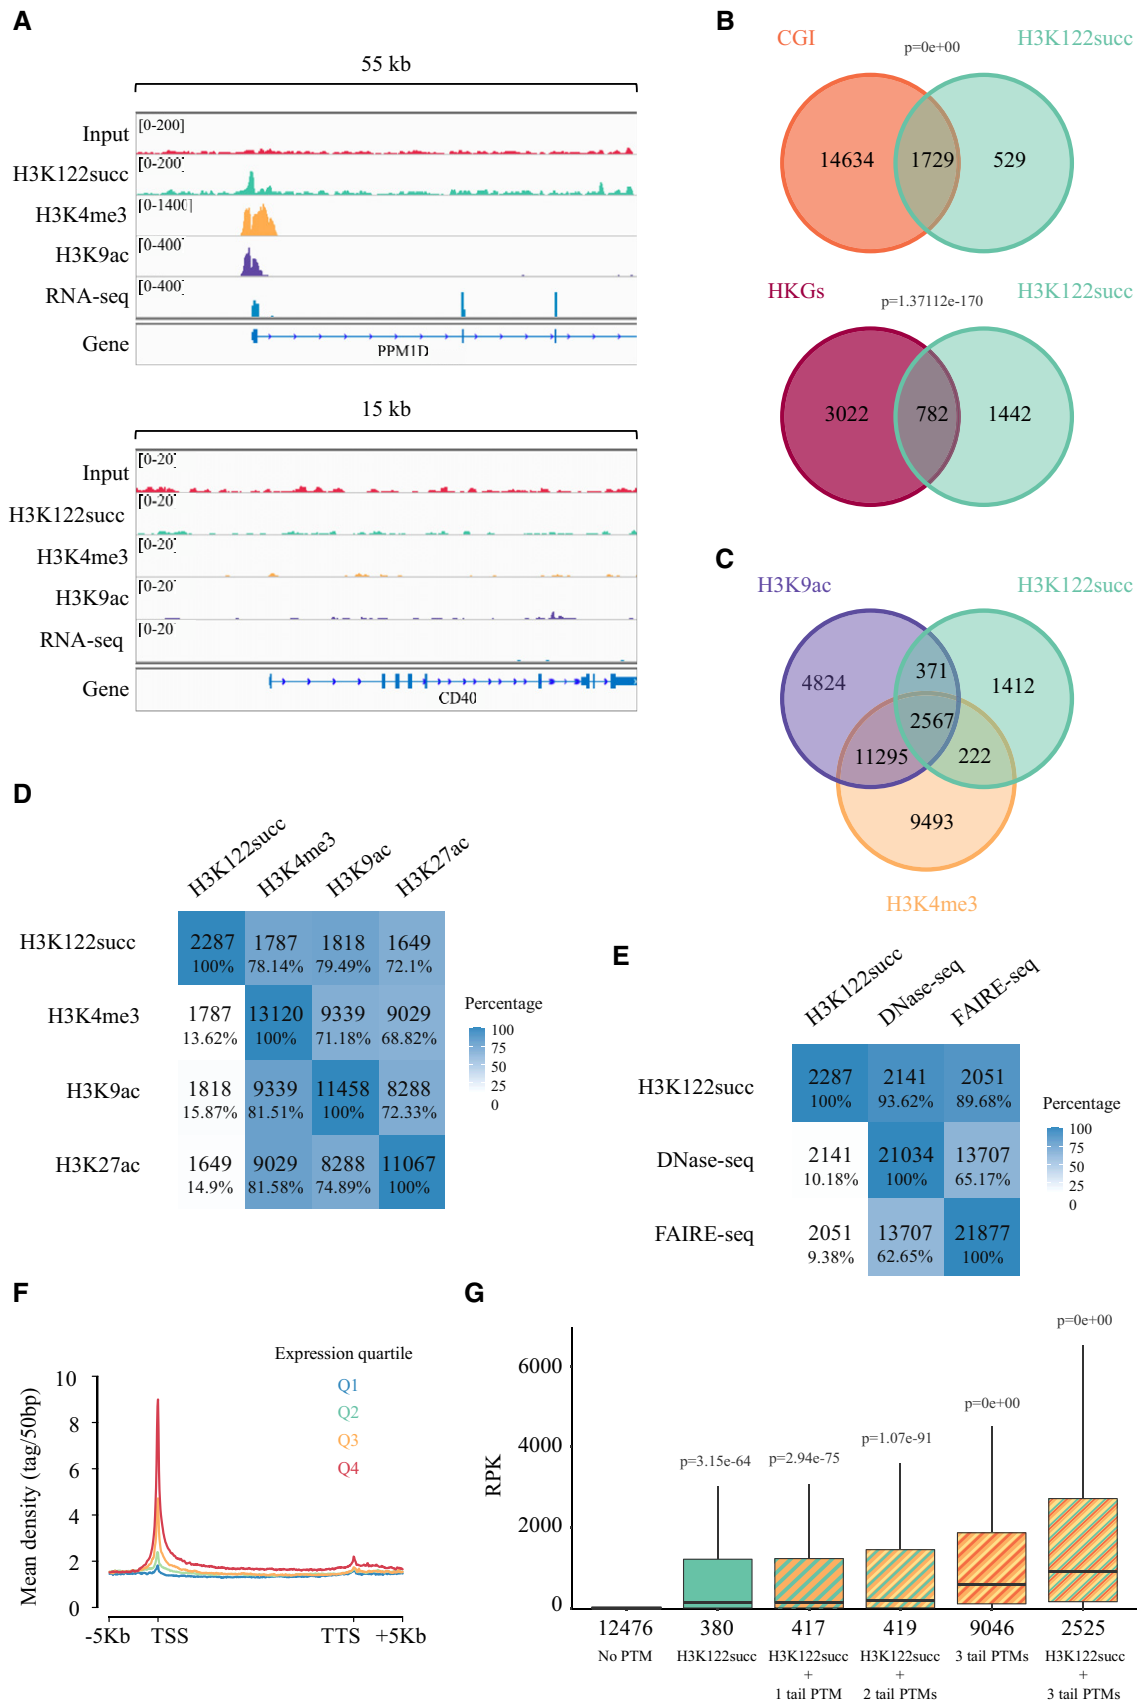 A
55 kb
Input
[0-200]
H3K122succ
[0-200]
H3K4me3
[0-1400]
H3K9ac
[0-400]
RNA-seq
[0-400]
Gene
PPM1D
15 kb
Input
[0-20]
H3K122succ
[0-20]
H3K4me3
[0-20]
H3K9ac
[0-20]
RNA-seq
[0-20]
Gene
CD40
B
CGI
p=0e+00
H3K122succ
14634
1729
529
HKGs
p=1.37112e-170
H3K122succ
3022
782
1442
C
H3K9ac
H3K122succ
4824
371
1412
2567
11295
222
9493
H3K4me3
D
H3K122succ H3K4me3 H3K9ac H3K27ac
H3K122succ
2287 1787 1818 1649
100% 78.14% 79.49% 72.1%
H3K4me3
1787 13120 9339 9029
13.62% 100% 71.18% 68.82%
H3K9ac
1818 9339 11458 8288
15.87% 81.51% 100% 72.33%
H3K27ac
1649 9029 8288 11067
14.9% 81.58% 74.89% 100%
Percentage
100
75
50
25
0
E
H3K122succ DNase-seq FAIRE-seq
H3K122succ
2287 2141 2051
100% 93.62% 89.68%
DNase-seq
2141 21034 13707
10.18% 100% 65.17%
FAIRE-seq
2051 13707 21877
9.38% 62.65% 100%
Percentage
100
75
50
25
0
F
Expression quartile
Q1
Q2
Q3
Q4
Mean density (tag/50bp)
10
8
6
4
2
0
-5Kb TSS TTS +5Kb
G
RPK
6000
4000
2000
0
p=3.15e-64
p=2.94e-75
p=1.07e-91
p=0e+00
p=0e+00
12476 380 417 419 9046 2525
No PTM
H3K122succ
H3K122succ
+
1 tail PTM
H3K122succ
+
2 tail PTMs
3 tail PTMs
H3K122succ
+
3 tail PTMs